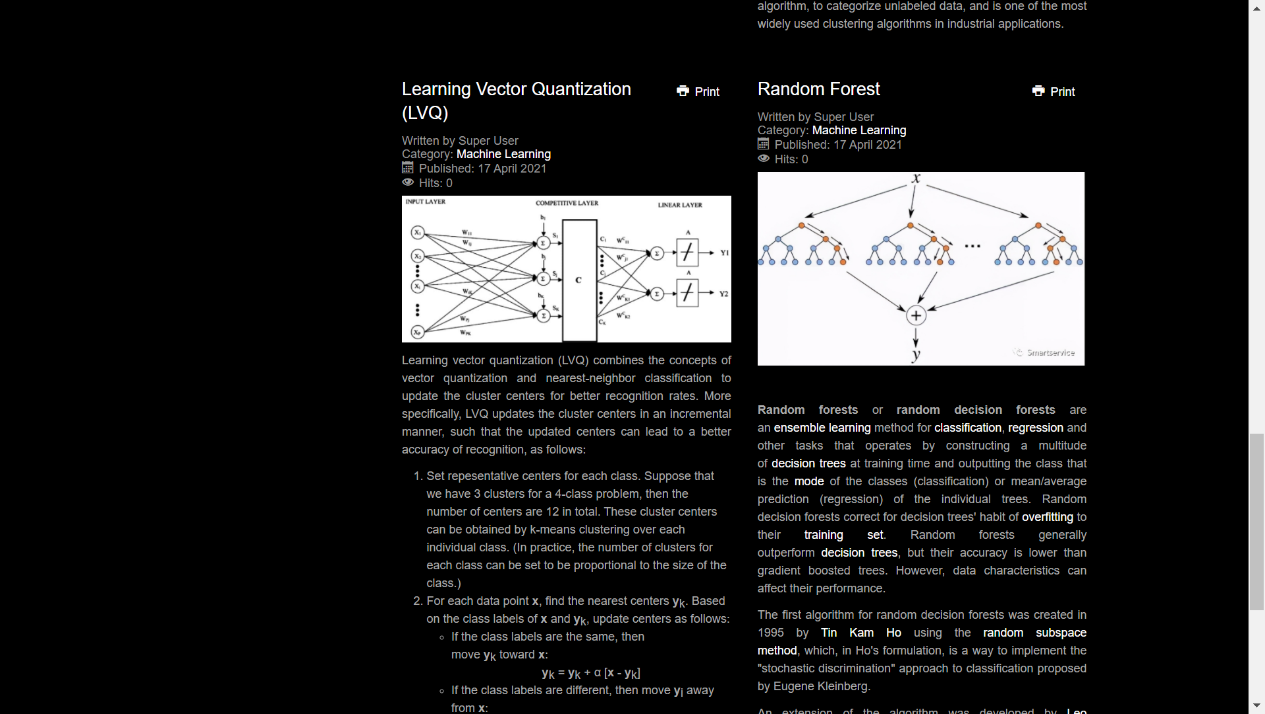 algorithm, to categorize unlabeled data, and is one of the most
widely used clustering algorithms in industrial applications.
Learning Vector Quantization
(LVQ)
Print
Written by Super User
Category: Machine Learning
Published: 17 April 2021
Hits: 0
INPUT LAYER
COMPETITIVE LAYER
LINEAR LAYER
C
A
Y1
A
Y2
Learning vector quantization (LVQ) combines the concepts of
vector quantization and nearest-neighbor classification to
update the cluster centers for better recognition rates. More
specifically, LVQ updates the cluster centers in an incremental
manner, such that the updated centers can lead to a better
accuracy of recognition, as follows:
1. Set repesentative centers for each class. Suppose that
we have 3 clusters for a 4-class problem, then the
number of centers are 12 in total. These cluster centers
can be obtained by k-means clustering over each
individual class. (In practice, the number of clusters for
each class can be set to be proportional to the size of the
class.)
2. For each data point x, find the nearest centers yk. Based
on the class labels of x and yk, update centers as follows:
If the class labels are the same, then
move yk toward x:
yk = yk + α [x - yk]
If the class labels are different, then move yi away
from x:
Random Forest
Print
Written by Super User
Category: Machine Learning
Published: 17 April 2021
Hits: 0
x
...
+
y
Smartservice
Random forests or random decision forests are
an ensemble learning method for classification, regression and
other tasks that operates by constructing a multitude
of decision trees at training time and outputting the class that
is the mode of the classes (classification) or mean/average
prediction (regression) of the individual trees. Random
decision forests correct for decision trees' habit of overfitting to
their training set. Random forests generally
outperform decision trees, but their accuracy is lower than
gradient boosted trees. However, data characteristics can
affect their performance.
The first algorithm for random decision forests was created in
1995 by Tin Kam Ho using the random subspace
method, which, in Ho's formulation, is a way to implement the
"stochastic discrimination" approach to classification proposed
by Eugene Kleinberg.
An extension of the algorithm was developed by Leo